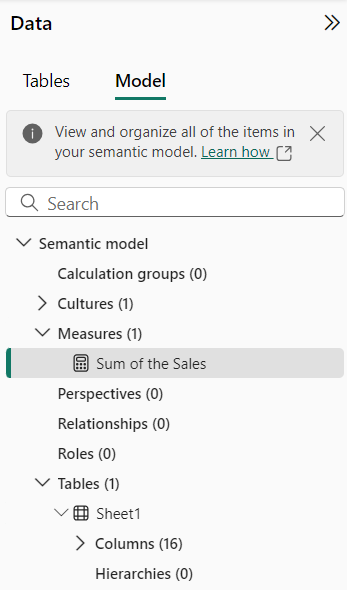 Data
Tables Model
View and organize all of the items in
your semantic model. Learn how
Search
Semantic model
Calculation groups (0)
Cultures (1)
Measures (1)
Sum of the Sales
Perspectives (0)
Relationships (0)
Roles (0)
Tables (1)
Sheet1
Columns (16)
Hierarchies (0)